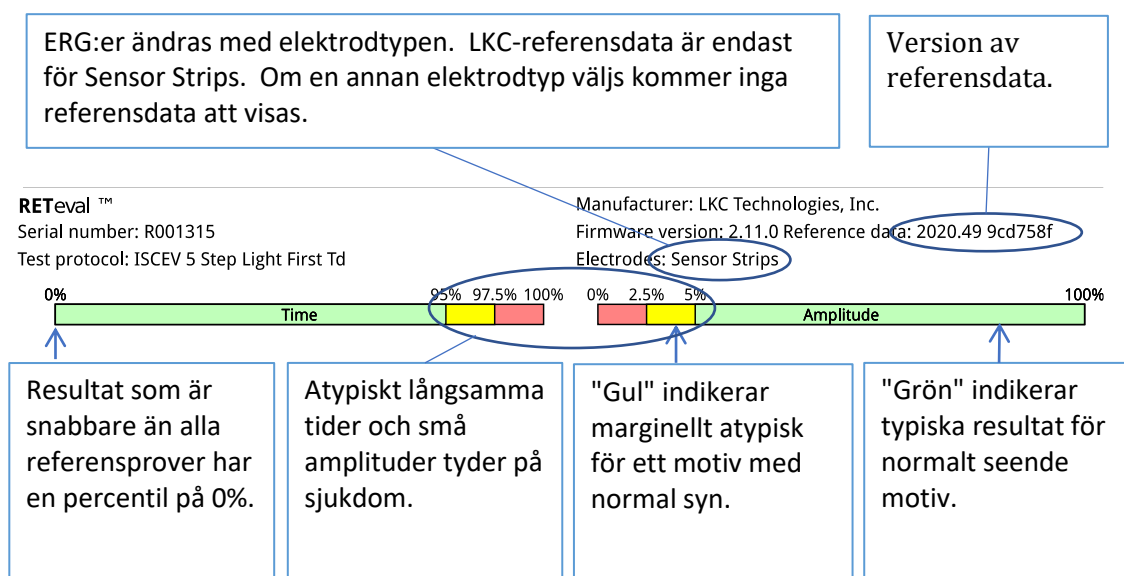 ERG:er ändras med elektrodtypen. LKC-referensdata är endast
för Sensor Strips. Om en annan elektrodtyp väljs kommer inga
referensdata att visas.
Version av
referensdata.
RETeval ™
Serial number: R001315
Test protocol: ISCEV 5 Step Light First Td
Manufacturer: LKC Technologies, Inc.
Firmware version: 2.11.0 Reference data: 2020.49 9cd758f
Electrodes: Sensor Strips
0% 95% 97.5% 100%
Time
0% 2.5% 5% 100%
Amplitude
Resultat som är
snabbare än alla
referensprover har
en percentil på 0%.
Atypiskt långsamma
tider och små
amplituder tyder på
sjukdom.
"Gul" indikerar
marginellt atypisk
för ett motiv med
normal syn.
"Grön" indikerar
typiska resultat för
normalt seende
motiv.